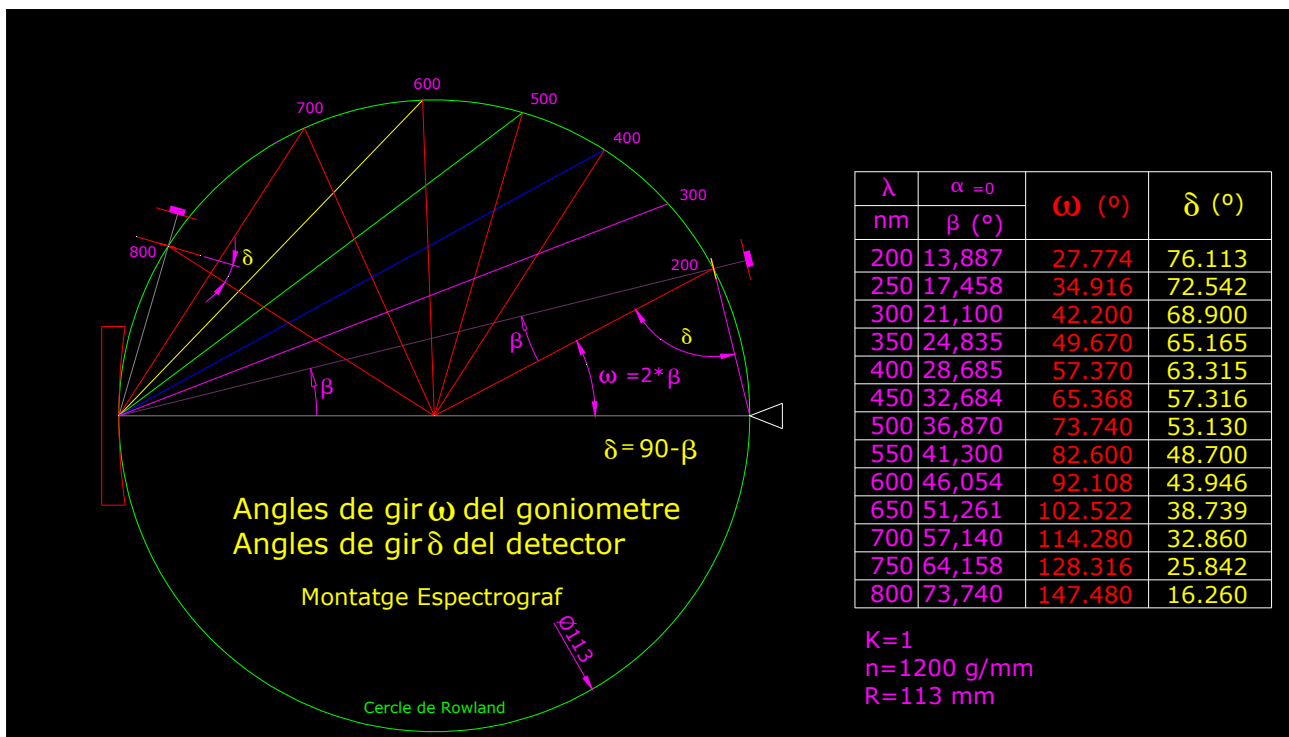 600
700
500
400
300
800
δ
200
β
δ
β
ω =2*β
δ= 90-β
Angles de gir ω del goniometre
Angles de gir δ del detector
Montatge Espectrograf
Ø113
Cercle de Rowland
λ α =0 ω (º) δ (º)
nm β (°)
200 13,887 27.774 76.113
250 17,458 34.916 72.542
300 21,100 42.200 68.900
350 24,835 49.670 65.165
400 28,685 57.370 63.315
450 32,684 65.368 57.316
500 36,870 73.740 53.130
550 41,300 82.600 48.700
600 46,054 92.108 43.946
650 51,261 102.522 38.739
700 57,140 114.280 32.860
750 64,158 128.316 25.842
800 73,740 147.480 16.260
K=1
n=1200 g/mm
R=113 mm